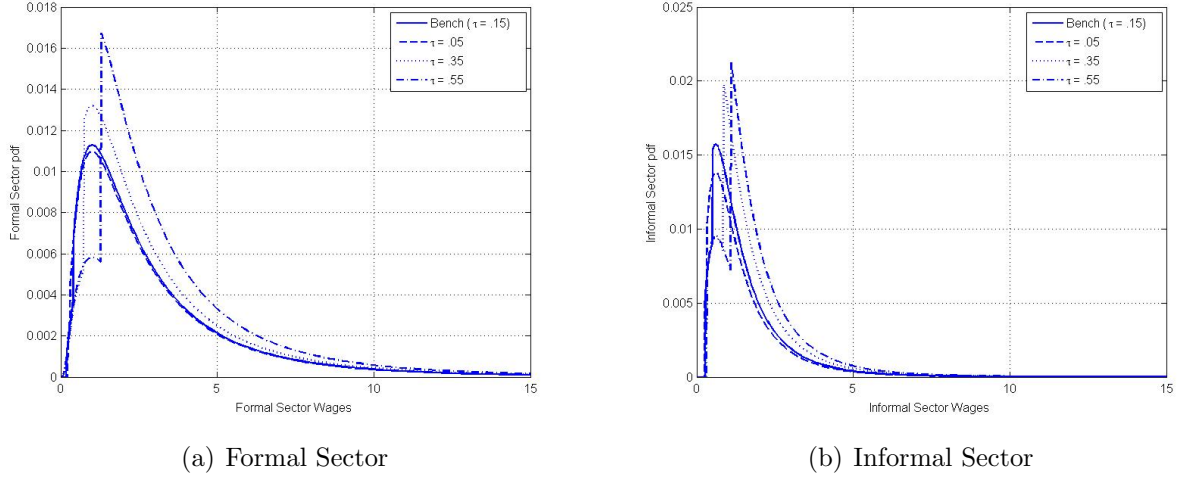 0.018
0.016
0.014
0.012
0.01
0.008
0.006
0.004
0.002
0
Formal Sector pdf
Bench ( τ = .15)
τ = .05
τ = .35
τ = .55
0 5 10 15
Formal Sector Wages
(a) Formal Sector
0.025
0.02
0.015
0.01
0.005
0
Informal Sector pdf
Bench ( τ = .15)
τ = .05
τ = .35
τ = .55
0 5 10 15
Informal Sector Wages
(b) Informal Sector